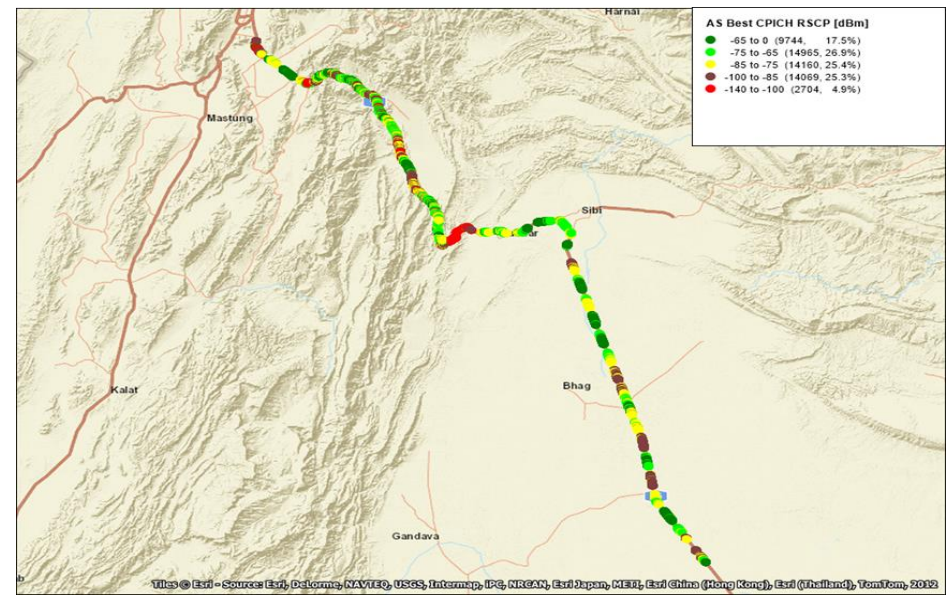 Harnai
AS Best CPICH RSCP [dBm]
-65 to 0 (9744, 17.5%)
-75 to -65 (14965, 26.9%)
-85 to -75 (14160, 25.4%)
-100 to -85 (14069, 25.3%)
-140 to -100 (2704, 4.9%)
Mastung
Sibi
Kalat
Bhag
Gandava
Tiles © Esri - Source: Esri, DeLorme, NAVTEQ, USGS, Intermap, iPC, NRCAN, Esri Japan, METI, Esri China (Hong Kong), Esri (Thailand), TomTom, 2012